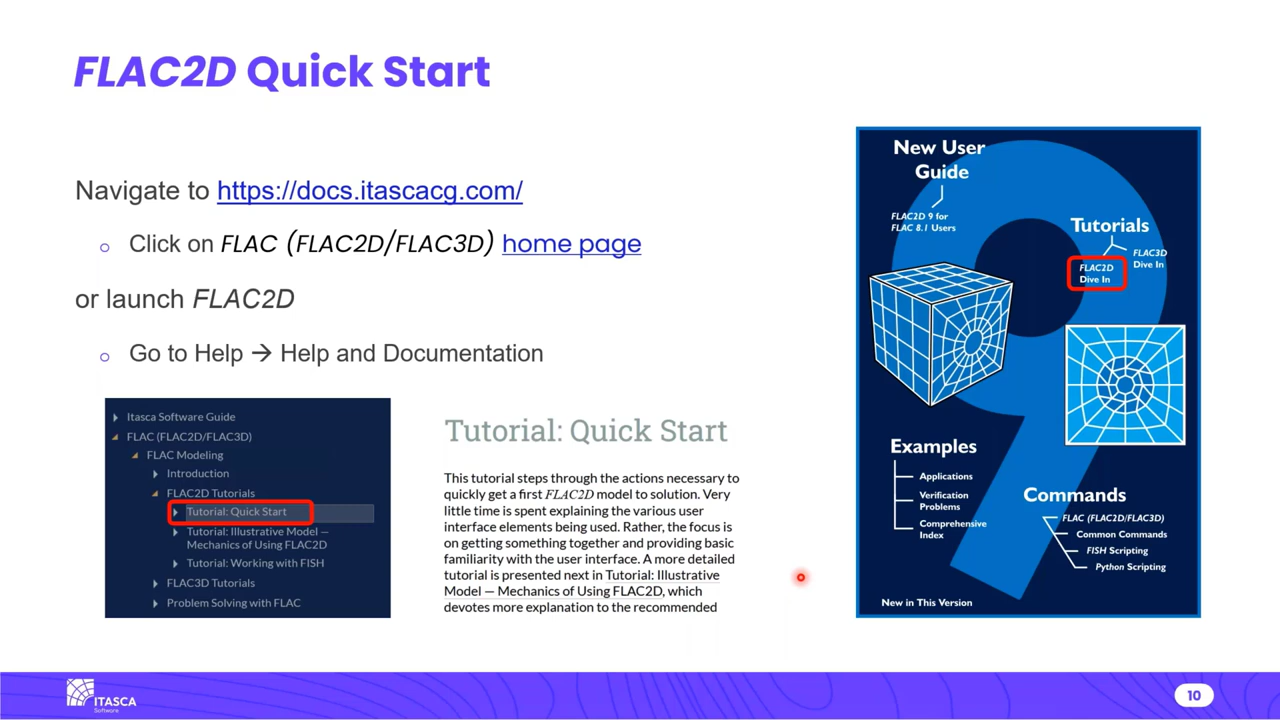 FLAC2D Quick Start
Navigate to https://docs.itascacg.com/
Click on FLAC (FLAC2D/FLAC3D) home page
or launch FLAC2D
Go to Help → Help and Documentation
Itasca Software Guide
FLAC (FLAC2D/FLAC3D)
FLAC Modeling
Introduction
FLAC2D Tutorials
Tutorial: Quick Start
Tutorial: Illustrative Model —
Mechanics of Using FLAC2D
Tutorial: Working with FISH
FLAC3D Tutorials
Problem Solving with FLAC
Tutorial: Quick Start
This tutorial steps through the actions necessary to
quickly get a first FLAC2D model to solution. Very
little time is spent explaining the various user
interface elements being used. Rather, the focus is
on getting something together and providing basic
familiarity with the user interface. A more detailed
tutorial is presented next in Tutorial: Illustrative
Model — Mechanics of Using FLAC2D, which
devotes more explanation to the recommended
New User
Guide
FLAC2D 9 for
FLAC 8.1 Users
Tutorials
FLAC3D
Dive In
FLAC2D
Dive In
Examples
Applications
Verification
Problems
Comprehensive
Index
Commands
FLAC (FLAC2D/FLAC3D)
Common Commands
FISH Scripting
Python Scripting
New in This Version
ITASCA
Software
10